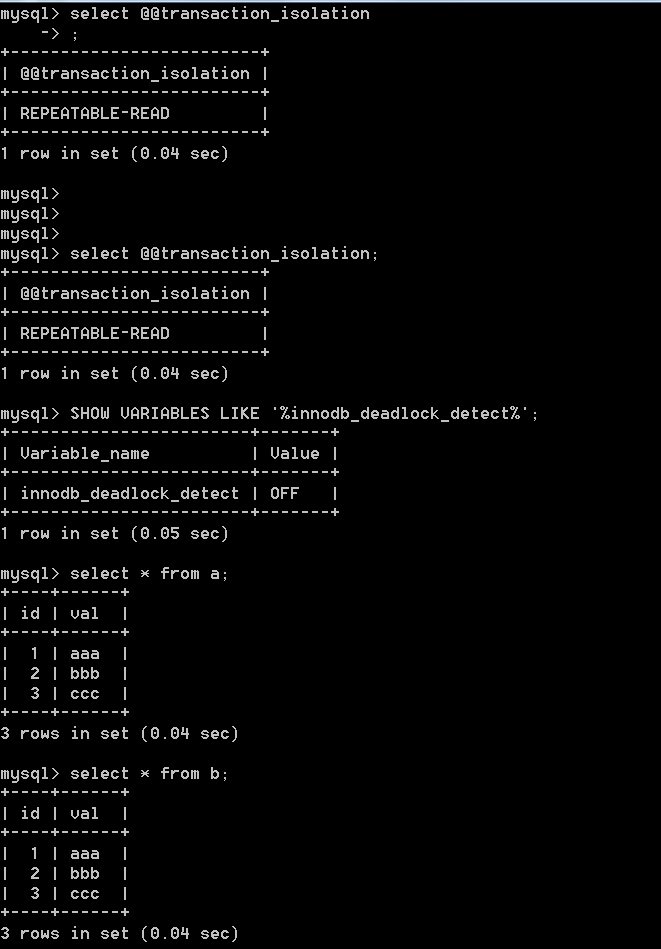 mysql> select @@transaction_isolation
    -> ;
+-------------------------+
| @@transaction_isolation |
+-------------------------+
| REPEATABLE-READ         |
+-------------------------+
1 row in set (0.04 sec)

mysql>
mysql>
mysql>
mysql> select @@transaction_isolation;
+-------------------------+
| @@transaction_isolation |
+-------------------------+
| REPEATABLE-READ         |
+-------------------------+
1 row in set (0.04 sec)

mysql> SHOW VARIABLES LIKE '%innodb_deadlock_detect%';
+------------------------+-------+
| Variable_name          | Value |
+------------------------+-------+
| innodb_deadlock_detect | OFF   |
+------------------------+-------+
1 row in set (0.05 sec)

mysql> select * from a;
+----+------+
| id | val  |
+----+------+
|  1 | aaa  |
|  2 | bbb  |
|  3 | ccc  |
+----+------+
3 rows in set (0.04 sec)

mysql> select * from b;
+----+------+
| id | val  |
+----+------+
|  1 | aaa  |
|  2 | bbb  |
|  3 | ccc  |
+----+------+
3 rows in set (0.04 sec)